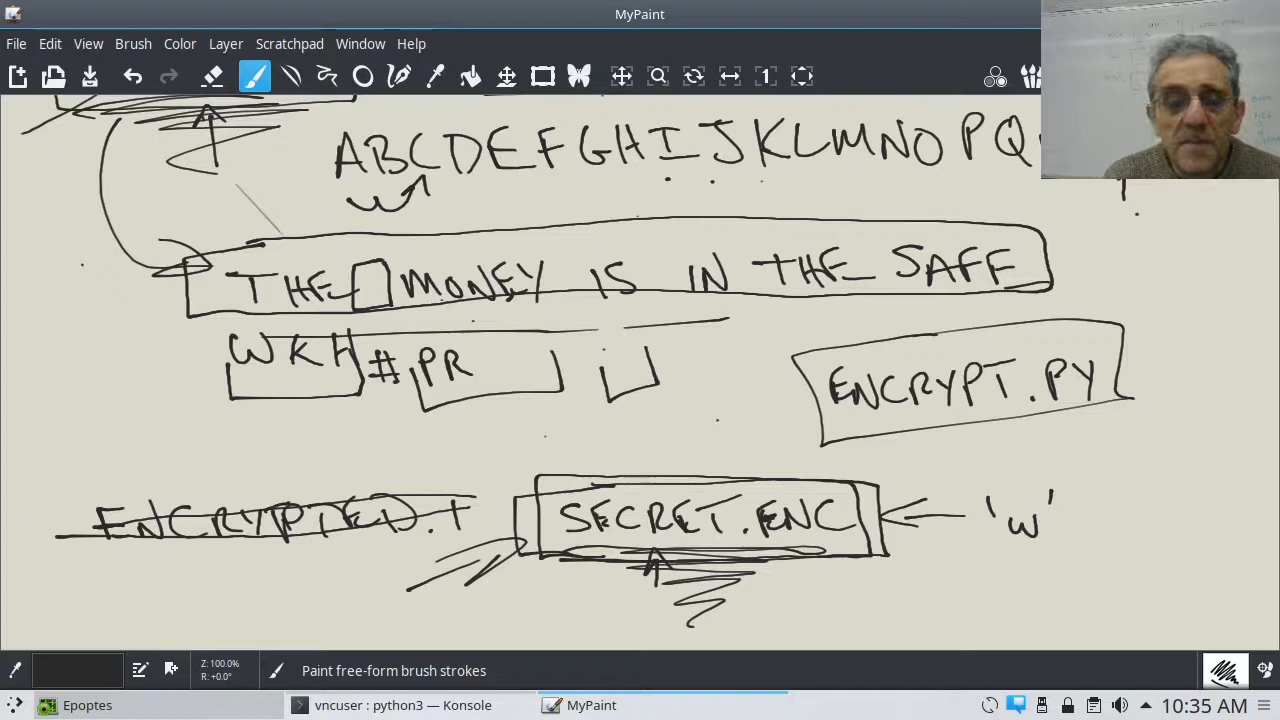 MyPaint
File Edit View Brush Color Layer Scratchpad Window Help
ABCDEFGHIJKLMNOPQ
THE MONEY IS IN THE SAFE
WKH # PR
ENCRYPT.PY
ENCRYPTED.T
SECRET.ENC
'w'
Z: 100.0%
R: +0.0°
Paint free-form brush strokes
Epoptes
vncuser : python3 — Konsole
MyPaint
10:35 AM